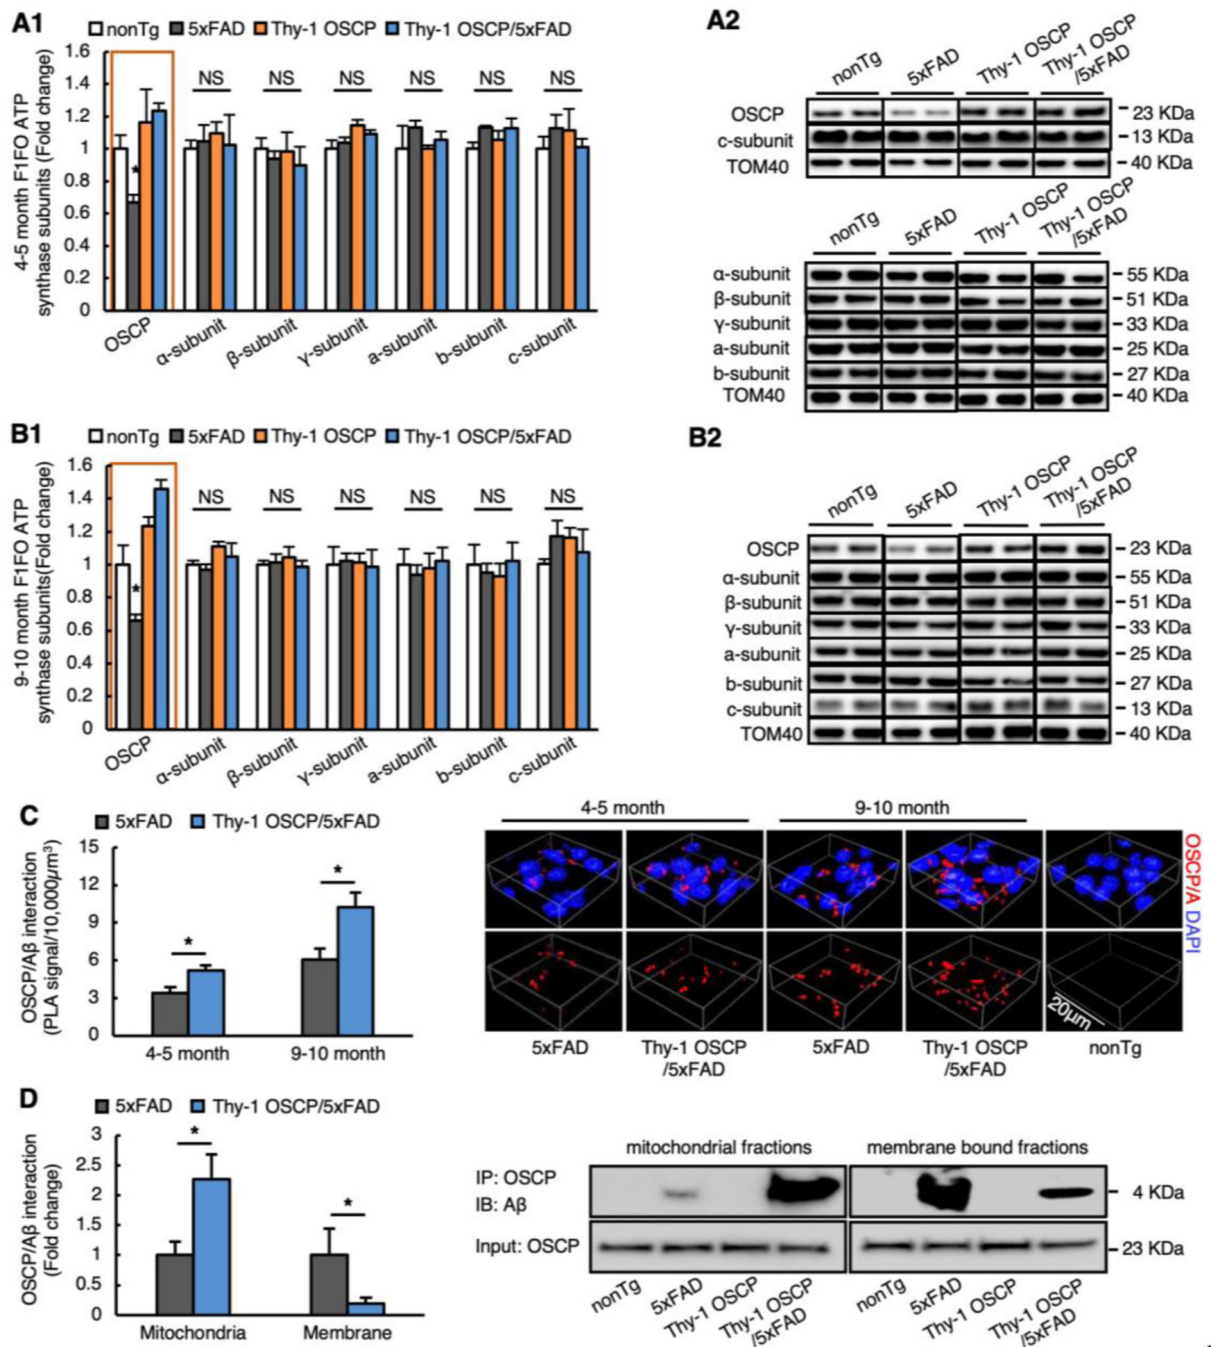 A1
nonTg 5xFAD Thy-1 OSCP Thy-1 OSCP/5xFAD
4-5 month F1FO ATP
synthase subunits (Fold change)
1.6
1.4
1.2
1
0.8
0.6
0.4
0.2
0
*
NS NS NS NS NS NS
OSCP α-subunit β-subunit γ-subunit a-subunit b-subunit c-subunit
A2
nonTg 5xFAD Thy-1 OSCP Thy-1 OSCP
/5xFAD
OSCP - 23 KDa
c-subunit - 13 KDa
TOM40 - 40 KDa
nonTg 5xFAD Thy-1 OSCP Thy-1 OSCP
/5xFAD
α-subunit - 55 KDa
β-subunit - 51 KDa
γ-subunit - 33 KDa
a-subunit - 25 KDa
b-subunit - 27 KDa
TOM40 - 40 KDa
B1
nonTg 5xFAD Thy-1 OSCP Thy-1 OSCP/5xFAD
9-10 month F1FO ATP
synthase subunits(Fold change)
1.6
1.4
1.2
1
0.8
0.6
0.4
0.2
0
*
NS NS NS NS NS NS
OSCP α-subunit β-subunit γ-subunit a-subunit b-subunit c-subunit
B2
nonTg 5xFAD Thy-1 OSCP Thy-1 OSCP
/5xFAD
OSCP - 23 KDa
α-subunit - 55 KDa
β-subunit - 51 KDa
γ-subunit - 33 KDa
a-subunit - 25 KDa
b-subunit - 27 KDa
c-subunit - 13 KDa
TOM40 - 40 KDa
C
5xFAD Thy-1 OSCP/5xFAD
OSCP/Aβ interaction
(PLA signal/10,000μm³)
15
12
9
6
3
0
* *
4-5 month 9-10 month
4-5 month 9-10 month
OSCP/A DAPI
20μm
5xFAD Thy-1 OSCP
/5xFAD 5xFAD Thy-1 OSCP
/5xFAD nonTg
D
5xFAD Thy-1 OSCP/5xFAD
OSCP/Aβ interaction
(Fold change)
3
2.5
2
1.5
1
0.5
0
* *
Mitochondria Membrane
mitochondrial fractions membrane bound fractions
IP: OSCP
IB: Aβ - 4 KDa
Input: OSCP - 23 KDa
nonTg 5xFAD Thy-1 OSCP Thy-1 OSCP
/5xFAD nonTg 5xFAD Thy-1 OSCP Thy-1 OSCP
/5xFAD